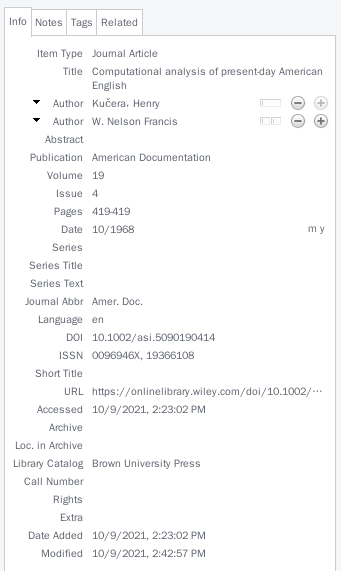 Info Notes Tags Related
Item Type Journal Article
Title Computational analysis of present-day American
English
Author Kučera, Henry
Author W. Nelson Francis
Abstract
Publication American Documentation
Volume 19
Issue 4
Pages 419-419
Date 10/1968 m y
Series
Series Title
Series Text
Journal Abbr Amer. Doc.
Language en
DOI 10.1002/asi.5090190414
ISSN 0096946X, 19366108
Short Title
URL https://onlinelibrary.wiley.com/doi/10.1002/···
Accessed 10/9/2021, 2:23:02 PM
Archive
Loc. in Archive
Library Catalog Brown University Press
Call Number
Rights
Extra
Date Added 10/9/2021, 2:23:02 PM
Modified 10/9/2021, 2:42:57 PM